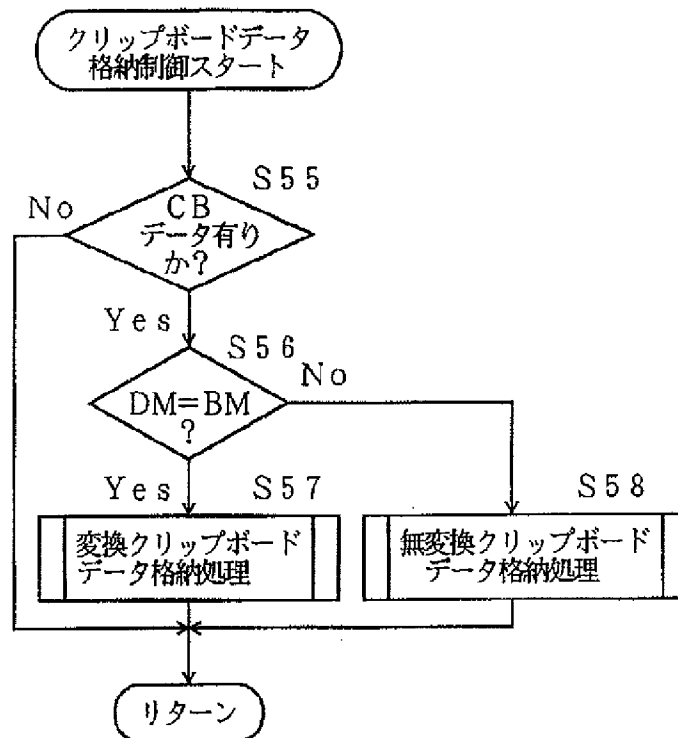 クリップボードデータ
格納制御スタート
S55
No
CB
データ有り
か?
Yes
S56
No
DM=BM
?
Yes
S57
S58
変換クリップボード
データ格納処理
無変換クリップボード
データ格納処理
リターン